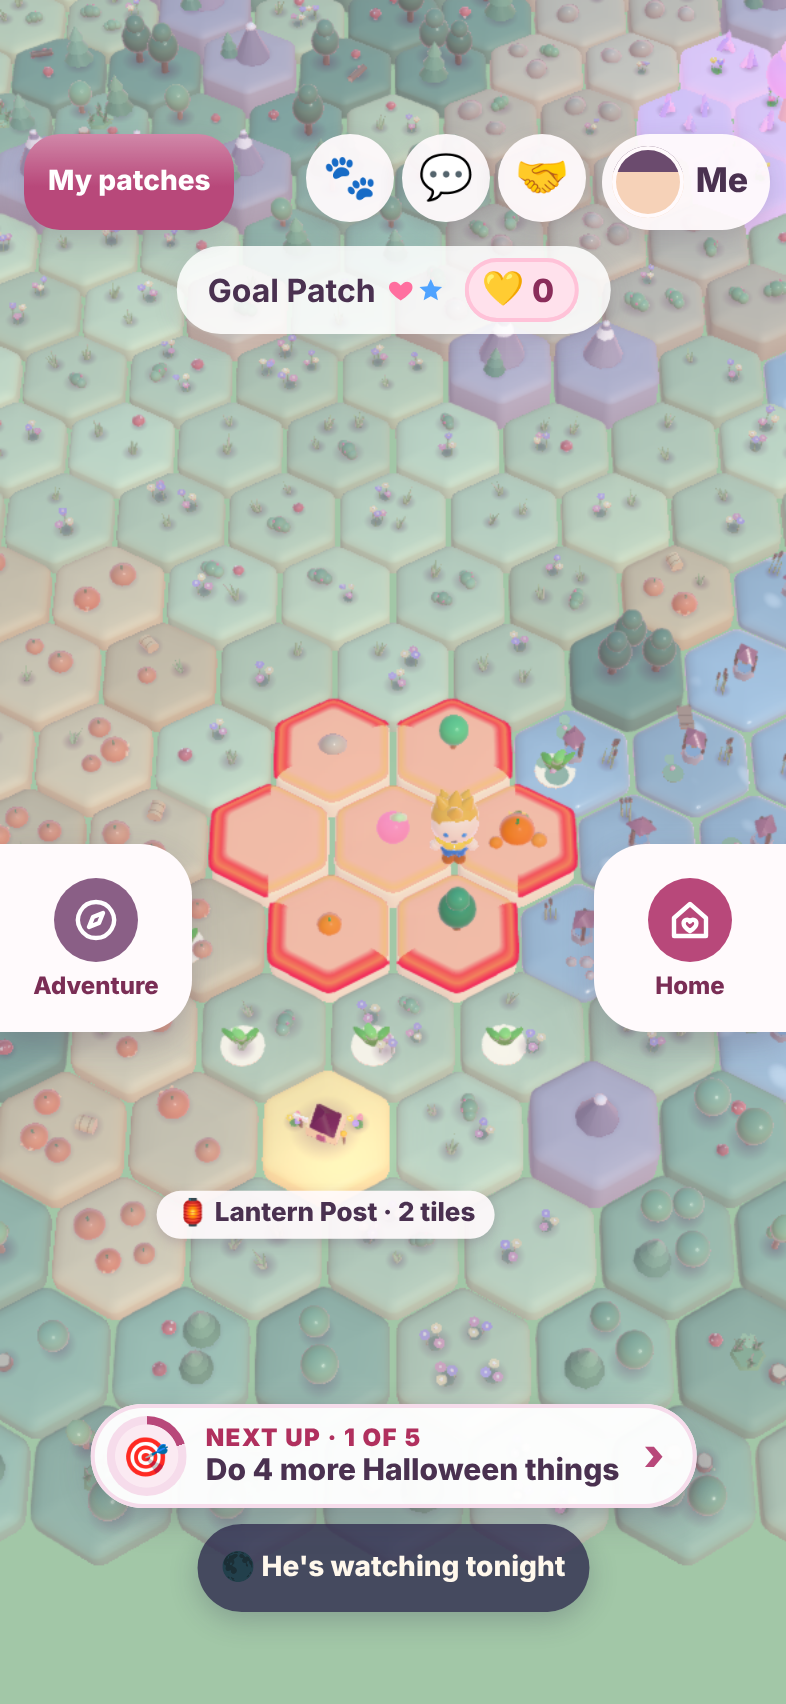 My patches
Me
Goal Patch
0
Adventure
Home
Lantern Post · 2 tiles
NEXT UP · 1 OF 5
Do 4 more Halloween things
He's watching tonight